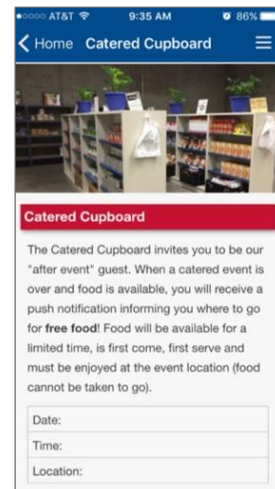 AT&T 9:35 AM 86%
Home Catered Cupboard
Catered Cupboard
The Catered Cupboard invites you to be our
"after event" guest. When a catered event is
over and food is available, you will receive a
push notification informing you where to go
for free food! Food will be available for a
limited time, is first come, first serve and
must be enjoyed at the event location (food
cannot be taken to go).
Date:
Time:
Location: